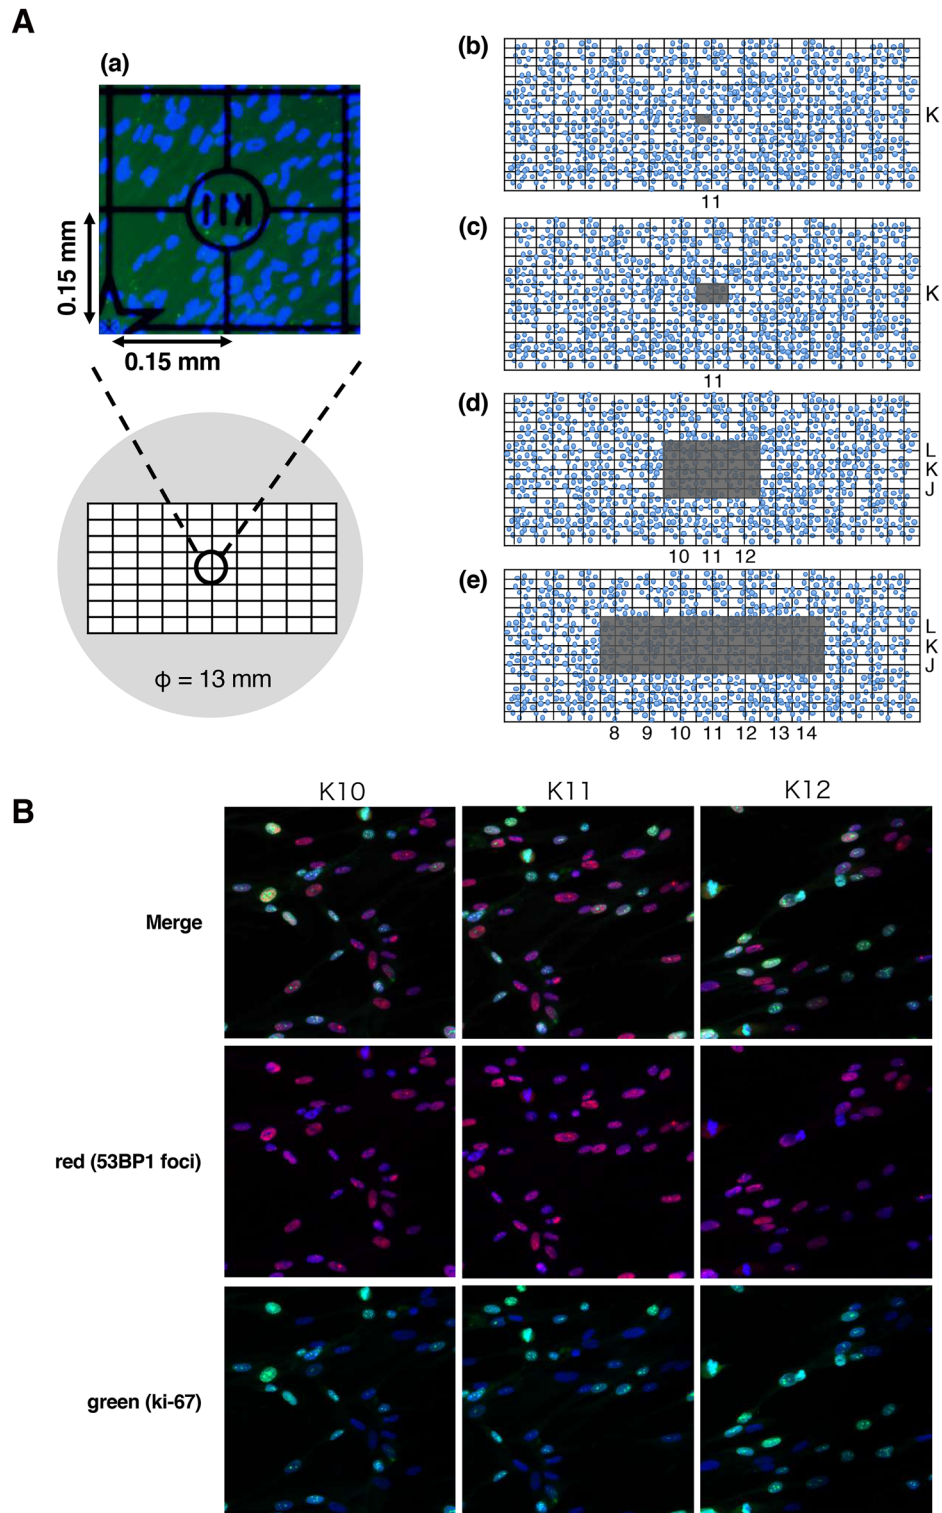 A
(a)
K11
0.15 mm
0.15 mm
ϕ = 13 mm
(b)
K
11
(c)
K
11
(d)
L
K
J
10 11 12
(e)
L
K
J
8 9 10 11 12 13 14
B
K10 K11 K12
Merge
red (53BP1 foci)
green (ki-67)